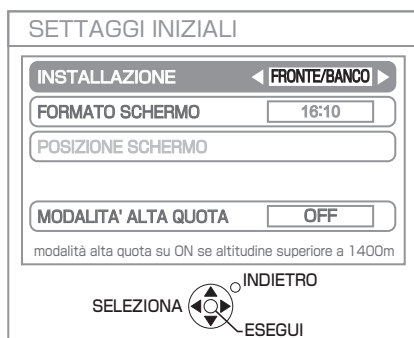 SETTAGGI INIZIALI
INSTALLAZIONE FRONTE/BANCO
FORMATO SCHERMO 16:10
POSIZIONE SCHERMO
MODALITA' ALTA QUOTA OFF
modalità alta quota su ON se altitudine superiore a 1400m
INDIETRO
SELEZIONA
ESEGUI